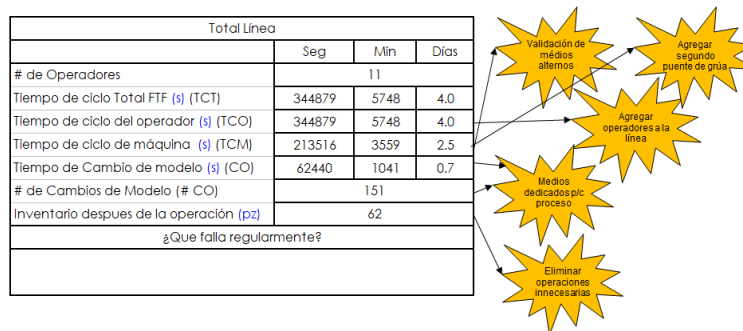 Total Línea
Seg Min Días
# de Operadores 11
Tiempo de ciclo Total FTF (s) (TCT) 344879 5748 4.0
Tiempo de ciclo del operador (s) (TCO) 344879 5748 4.0
Tiempo de ciclo de máquina (s) (TCM) 213516 3559 2.5
Tiempo de Cambio de modelo (s) (CO) 62440 1041 0.7
# de Cambios de Modelo (# CO) 151
Inventario despues de la operación (pz) 62
¿Que falla regularmente?
Validación de
médios
alternos
Agregar
segundo
puente de grúa
Agregar
operadores a la
línea
Medios
dedicados p/c
proceso
Eliminar
operaciones
innecesarias